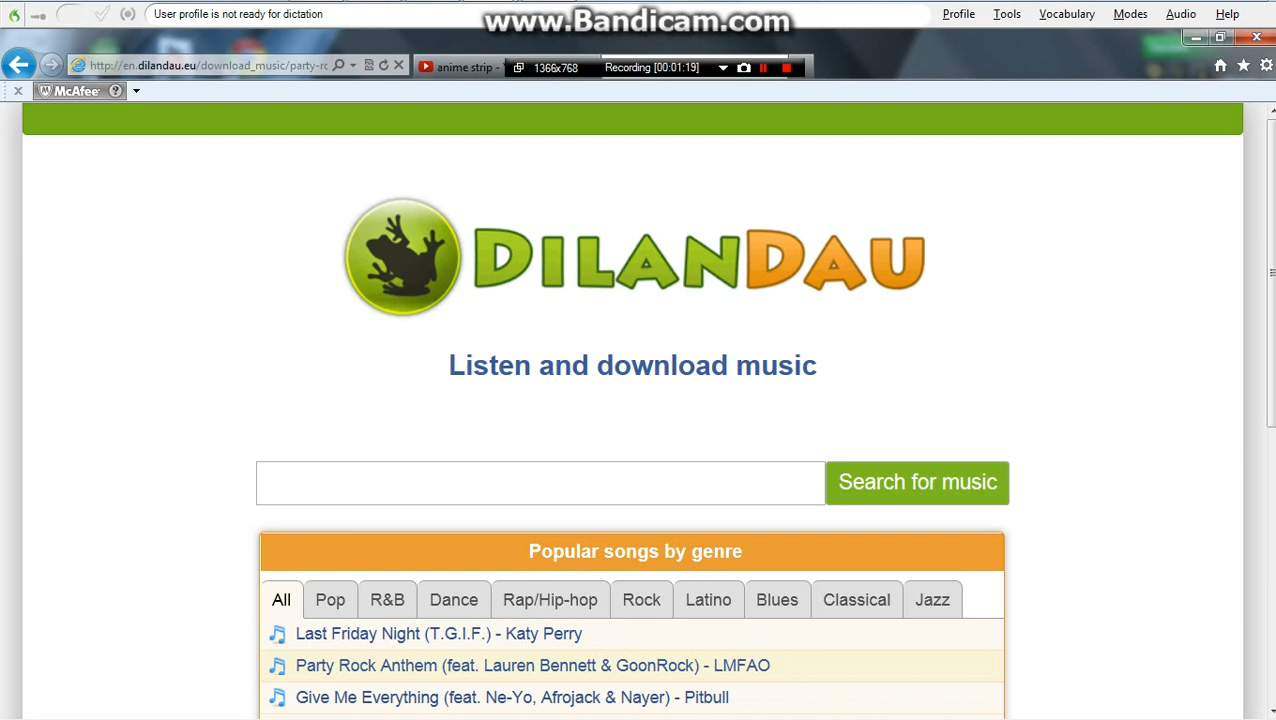 www.Bandicam.com
User profile is not ready for dictation
Profile Tools Vocabulary Modes Audio Help
http://en.dilandau.eu/download_music/party-rc
anime strip -
1366x768 Recording [00:01:19]
McAfee
DILANDAU
Listen and download music
Search for music
Popular songs by genre
All Pop R&B Dance Rap/Hip-hop Rock Latino Blues Classical Jazz
Last Friday Night (T.G.I.F.) - Katy Perry
Party Rock Anthem (feat. Lauren Bennett & GoonRock) - LMFAO
Give Me Everything (feat. Ne-Yo, Afrojack & Nayer) - Pitbull